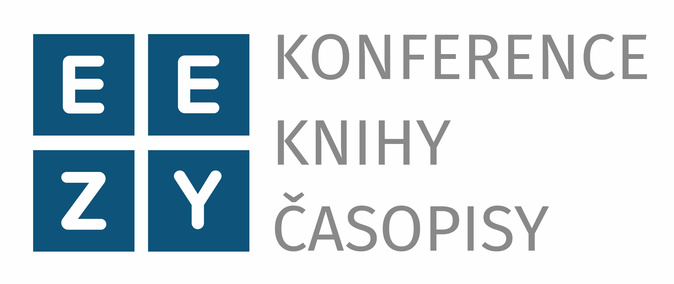 EE
ZY
KONFERENCE
KNIHY
ČASOPISY